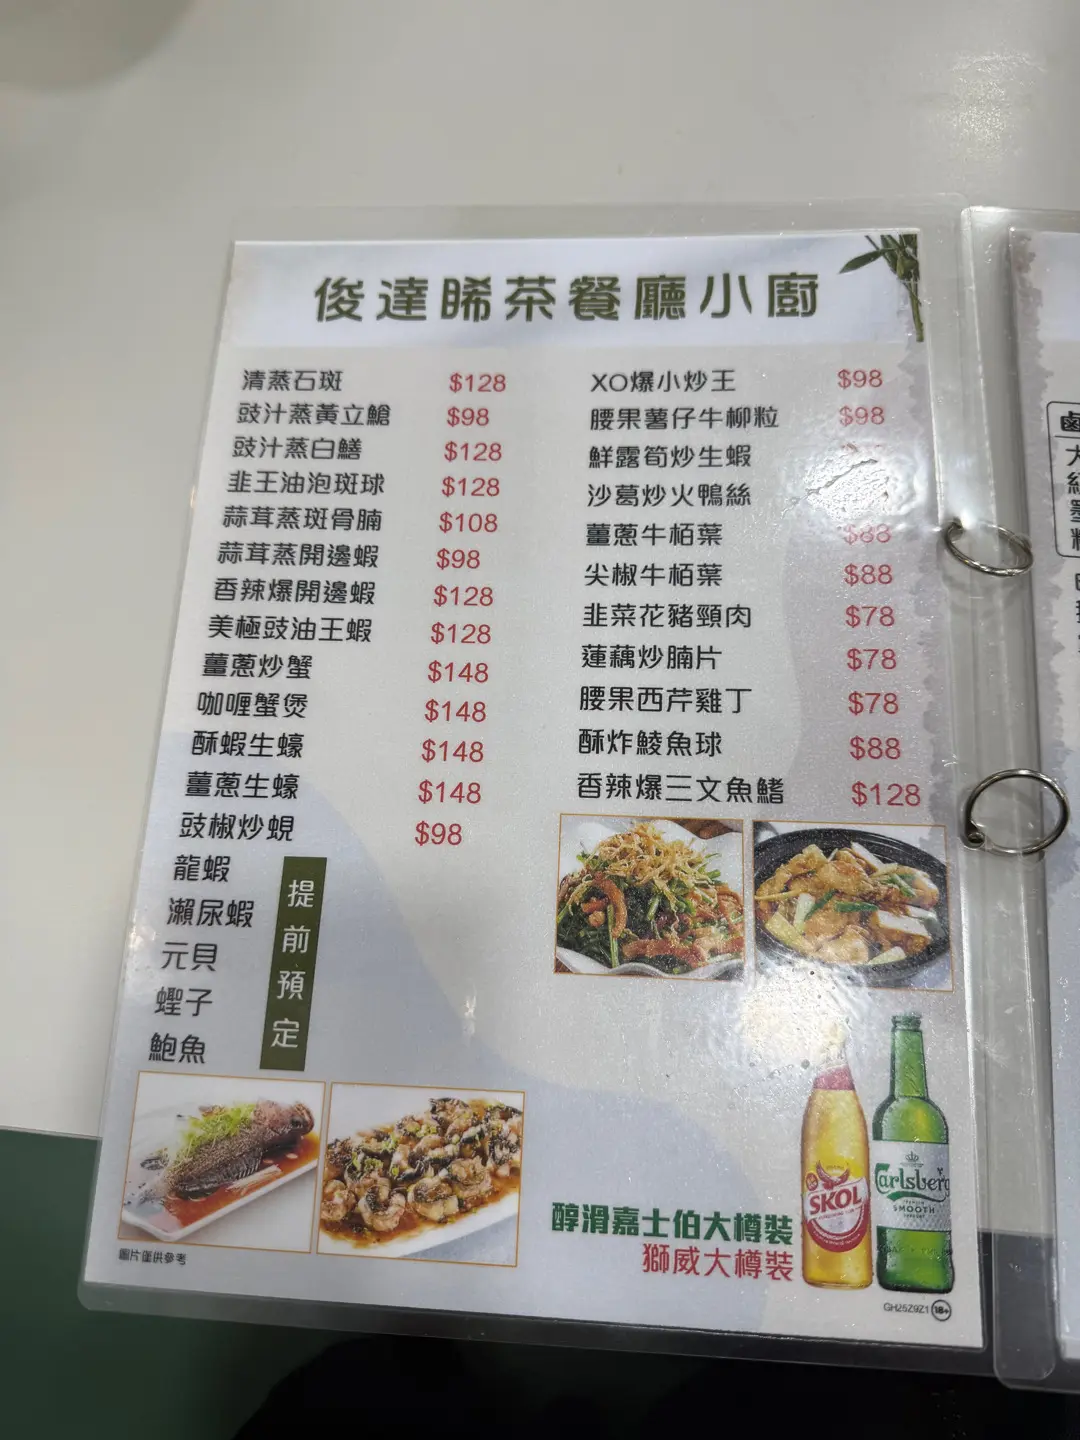 俊達晞茶餐廳小廚
清蒸石斑 $128
豉汁蒸黃立鯧 $98
豉汁蒸白鱔 $128
韭王油泡斑球 $128
蒜茸蒸斑骨腩 $108
蒜茸蒸開邊蝦 $98
香辣爆開邊蝦 $128
美極豉油王蝦 $128
薑蔥炒蟹 $148
咖喱蟹煲 $148
酥蝦生蠔 $148
薑蔥生蠔 $148
豉椒炒蜆 $98
龍蝦
瀨尿蝦
元貝
蟶子
鮑魚
提前預定
XO爆小炒王 $98
腰果薯仔牛柳粒 $98
鮮露筍炒生蝦
沙葛炒火鴨絲
薑蔥牛栢葉 $88
尖椒牛栢葉 $88
韭菜花豬頸肉 $78
蓮藕炒腩片 $78
腰果西芹雞丁 $78
酥炸鯪魚球 $88
香辣爆三文魚鰭 $128
圖片僅供參考
醇滑嘉士伯大樽裝
獅威大樽裝
SKOL
Carlsberg
SMOOTH
GH25Z9Z1 18+